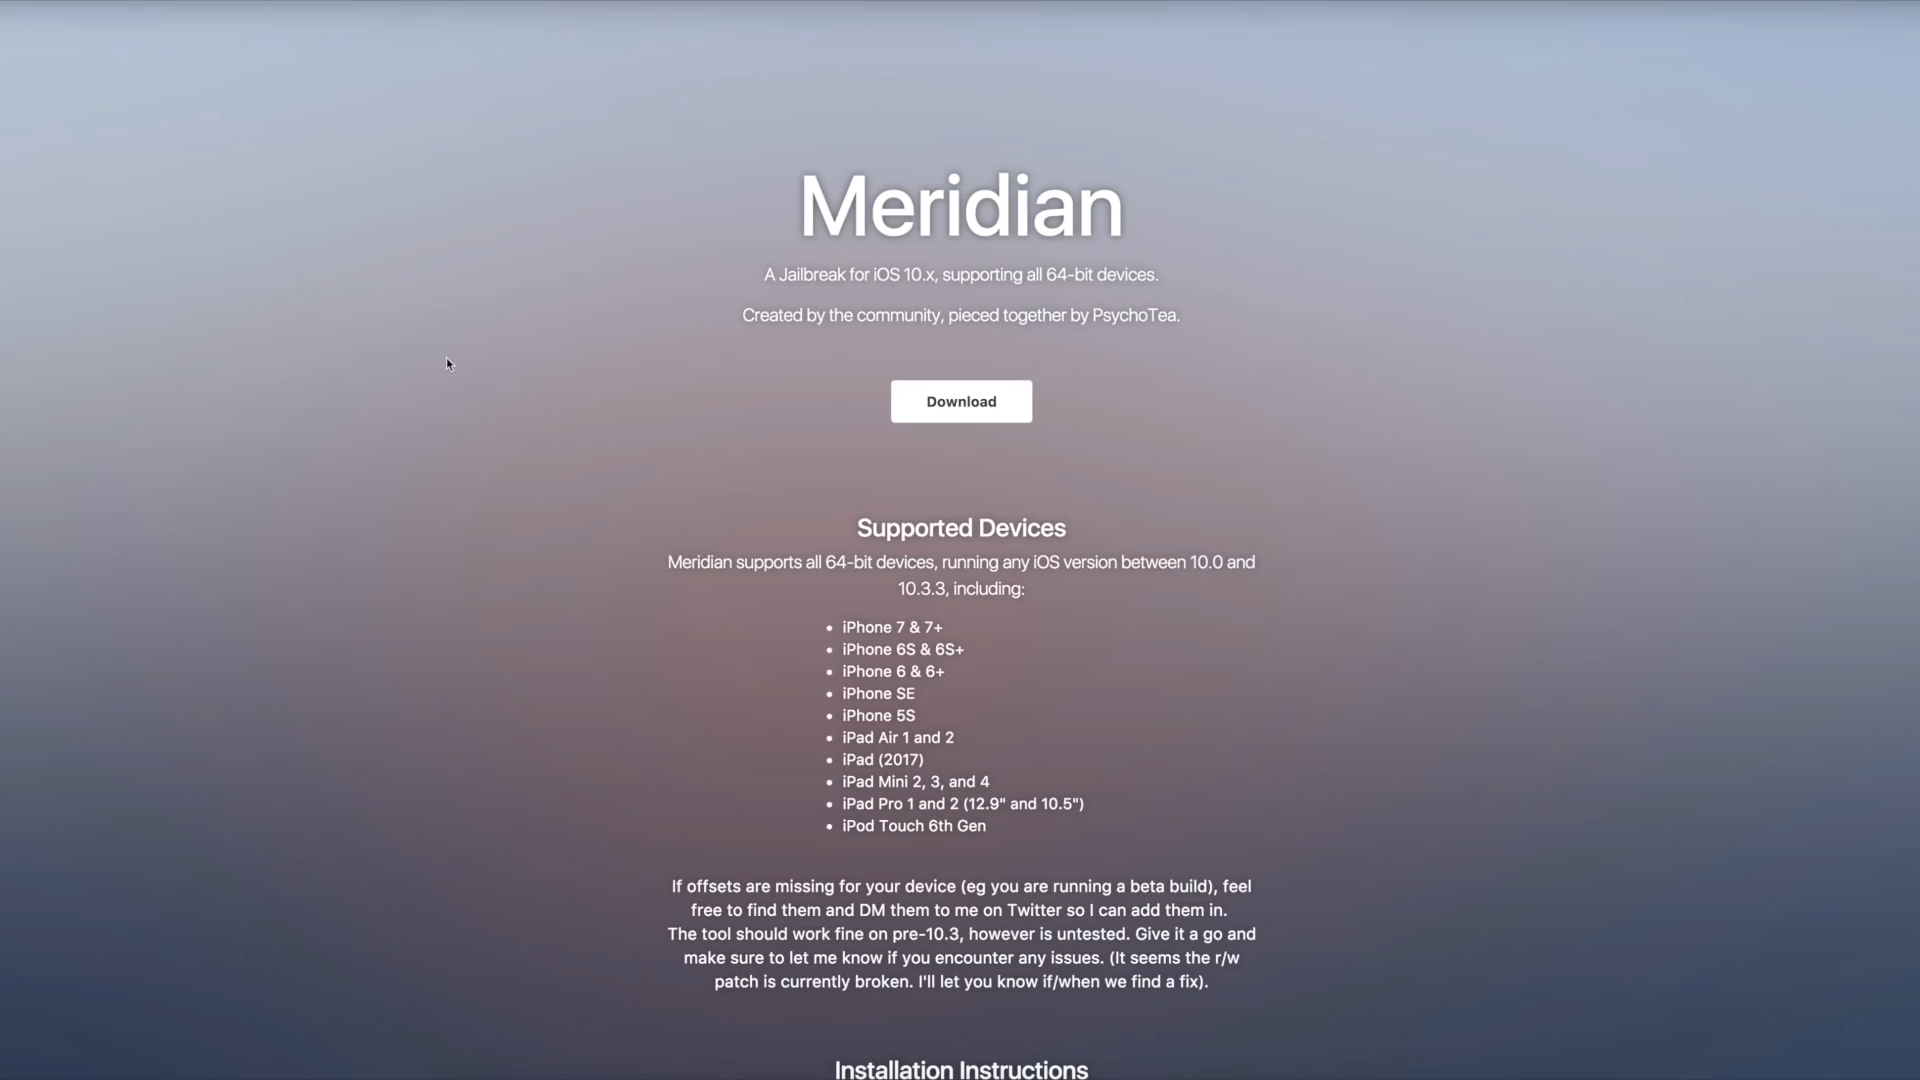 Meridian
A Jailbreak for iOS 10.x, supporting all 64-bit devices.
Created by the community, pieced together by PsychoTea.
Download
Supported Devices
Meridian supports all 64-bit devices, running any iOS version between 10.0 and
10.3.3, including:
• iPhone 7 & 7+
• iPhone 6S & 6S+
• iPhone 6 & 6+
• iPhone SE
• iPhone 5S
• iPad Air 1 and 2
• iPad (2017)
• iPad Mini 2, 3, and 4
• iPad Pro 1 and 2 (12.9" and 10.5")
• iPod Touch 6th Gen
If offsets are missing for your device (eg you are running a beta build), feel
free to find them and DM them to me on Twitter so I can add them in.
The tool should work fine on pre-10.3, however is untested. Give it a go and
make sure to let me know if you encounter any issues. (It seems the r/w
patch is currently broken. I'll let you know if/when we find a fix).
Installation Instructions